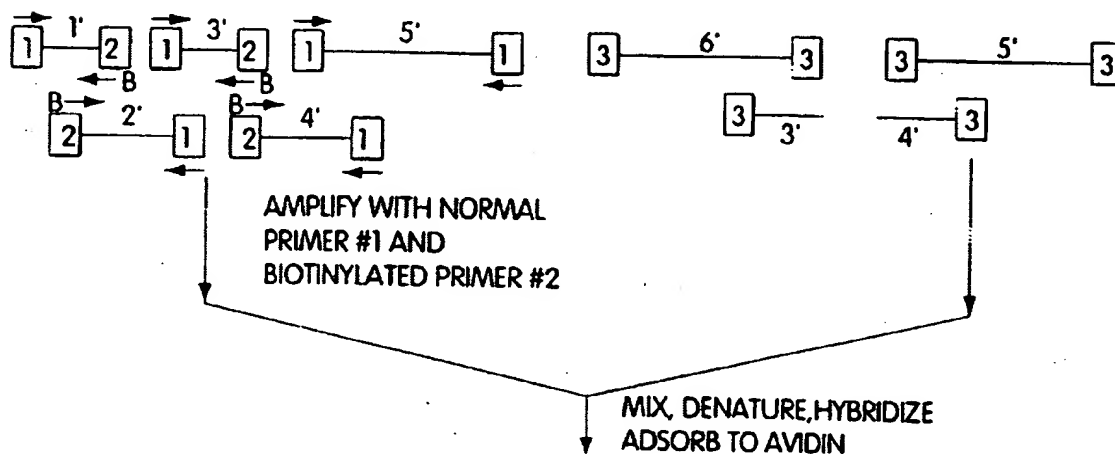 1 1' 2 1 3' 2 1 5' 1 3 6' 3 3 5' 3
B B
B B
2 2' 1 2 4' 1 3 3' 4' 3
AMPLIFY WITH NORMAL
PRIMER #1 AND
BIOTINYLATED PRIMER #2
MIX, DENATURE,HYBRIDIZE
ADSORB TO AVIDIN